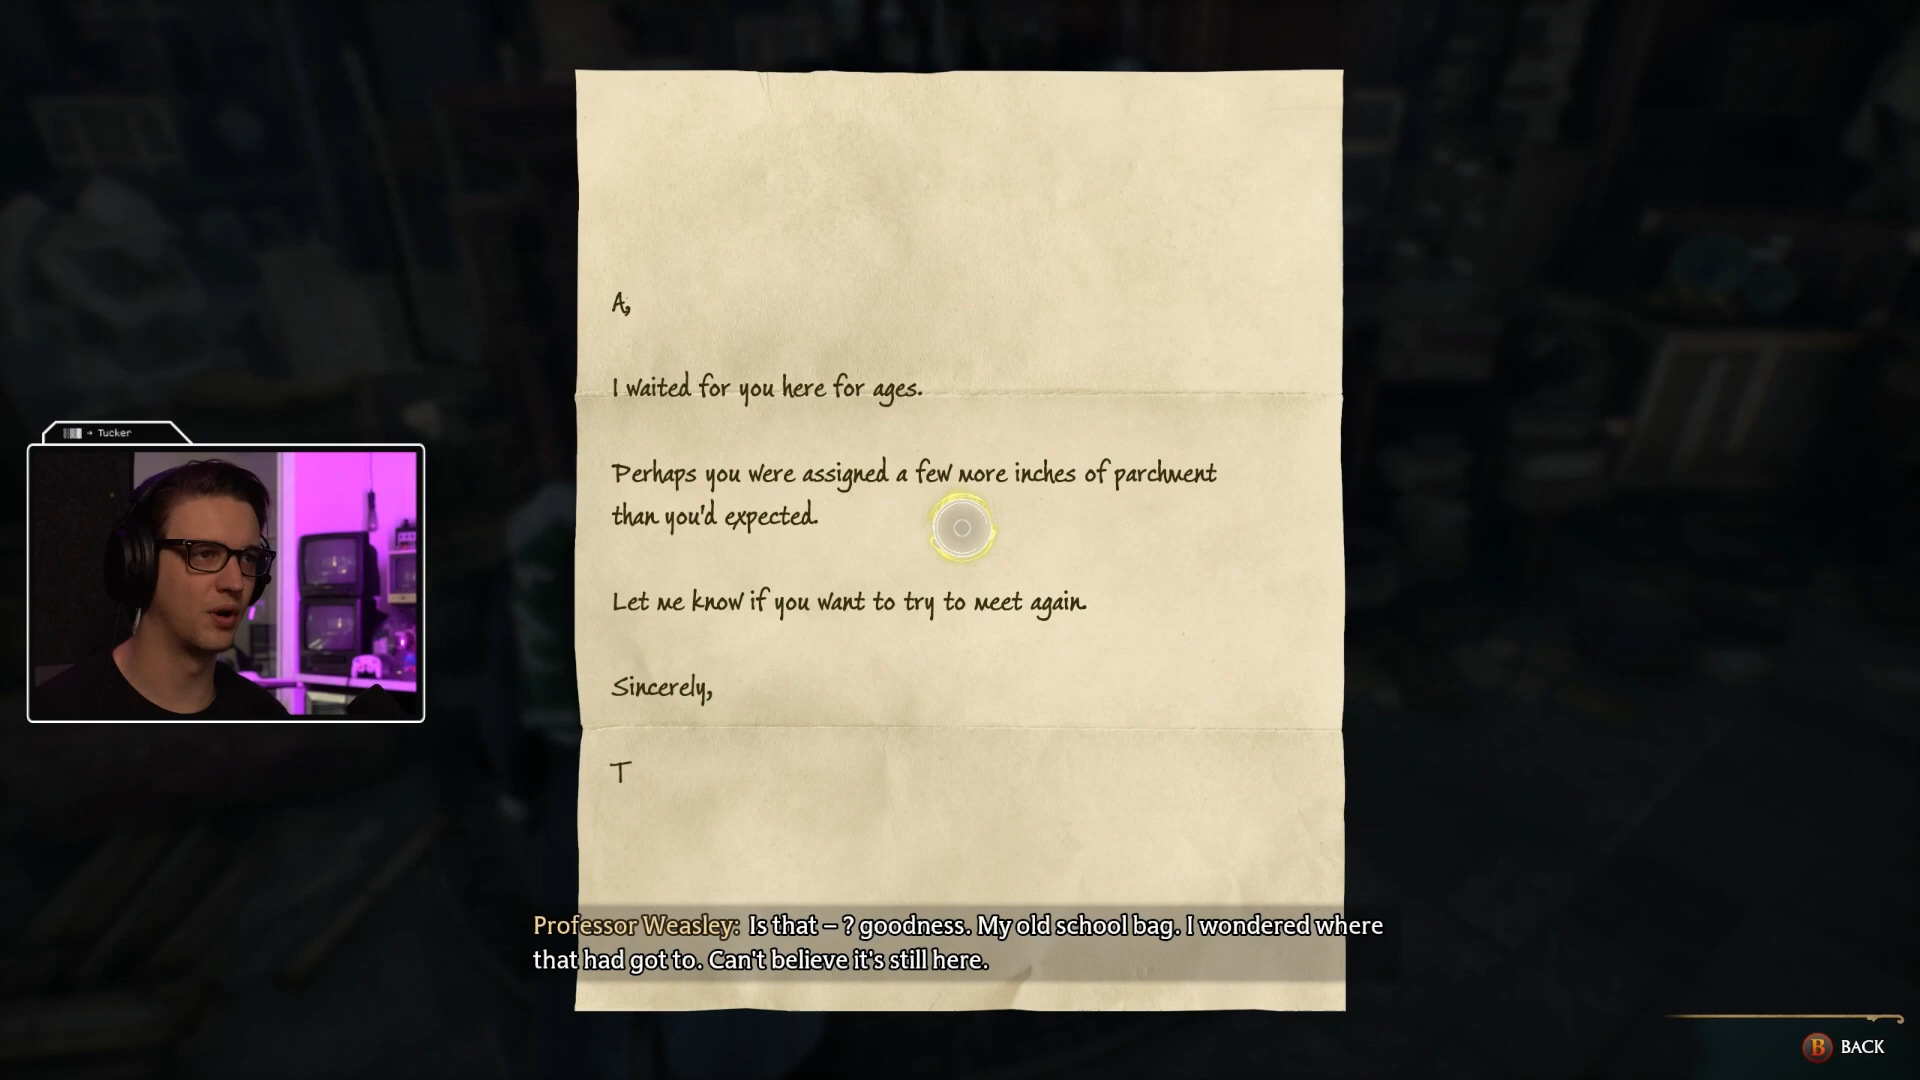 A,
I waited for you here for ages.
Perhaps you were assigned a few more inches of parchment
than you'd expected.
Let me know if you want to try to meet again.
→ Tucker
Sincerely,
T
Professor Weasley: Is that – ? goodness. My old school bag. I wondered where
that had got to. Can't believe it's still here.
B BACK